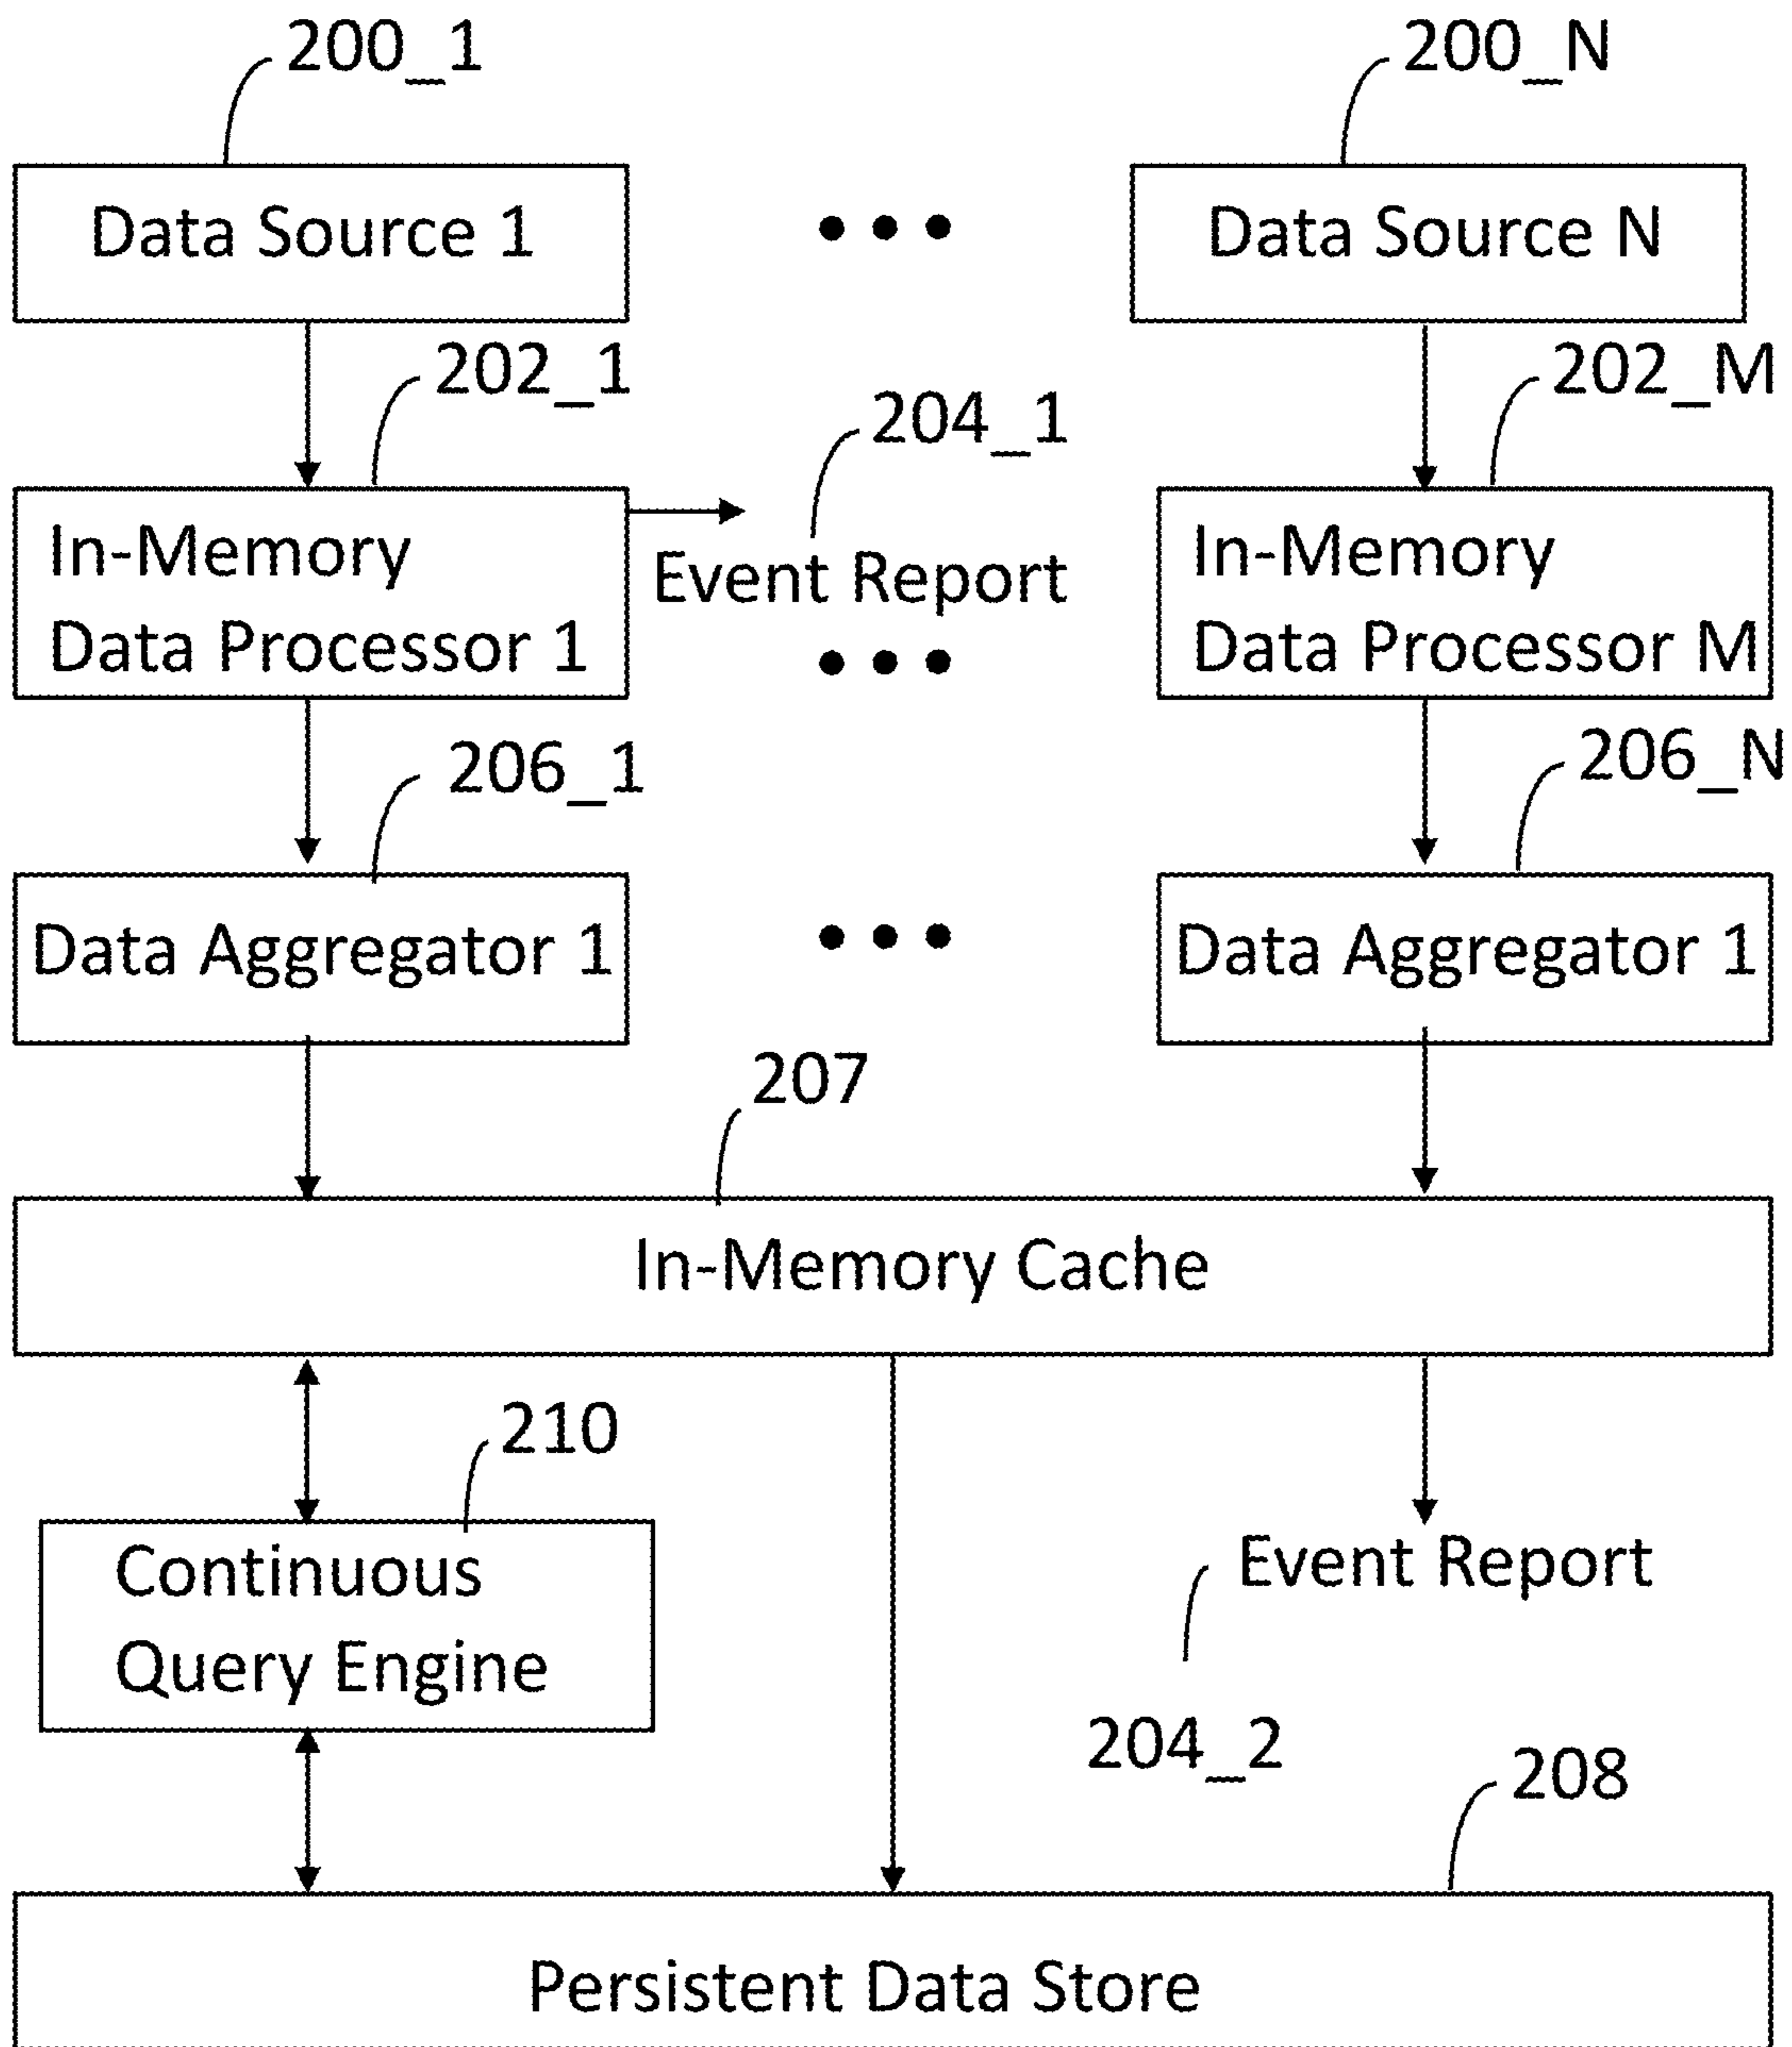 200_1
200_N
Data Source 1
Data Source N
202_1
202_M
204_1
In-Memory
Data Processor 1
Event Report
In-Memory
Data Processor M
206_1
206_N
Data Aggregator 1
Data Aggregator 1
207
In-Memory Cache
210
Continuous
Query Engine
Event Report
204_2
208
Persistent Data Store